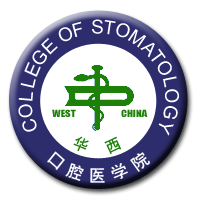 COLLEGE OF STOMATOLOGY
WEST CHINA
华西
口腔医学院